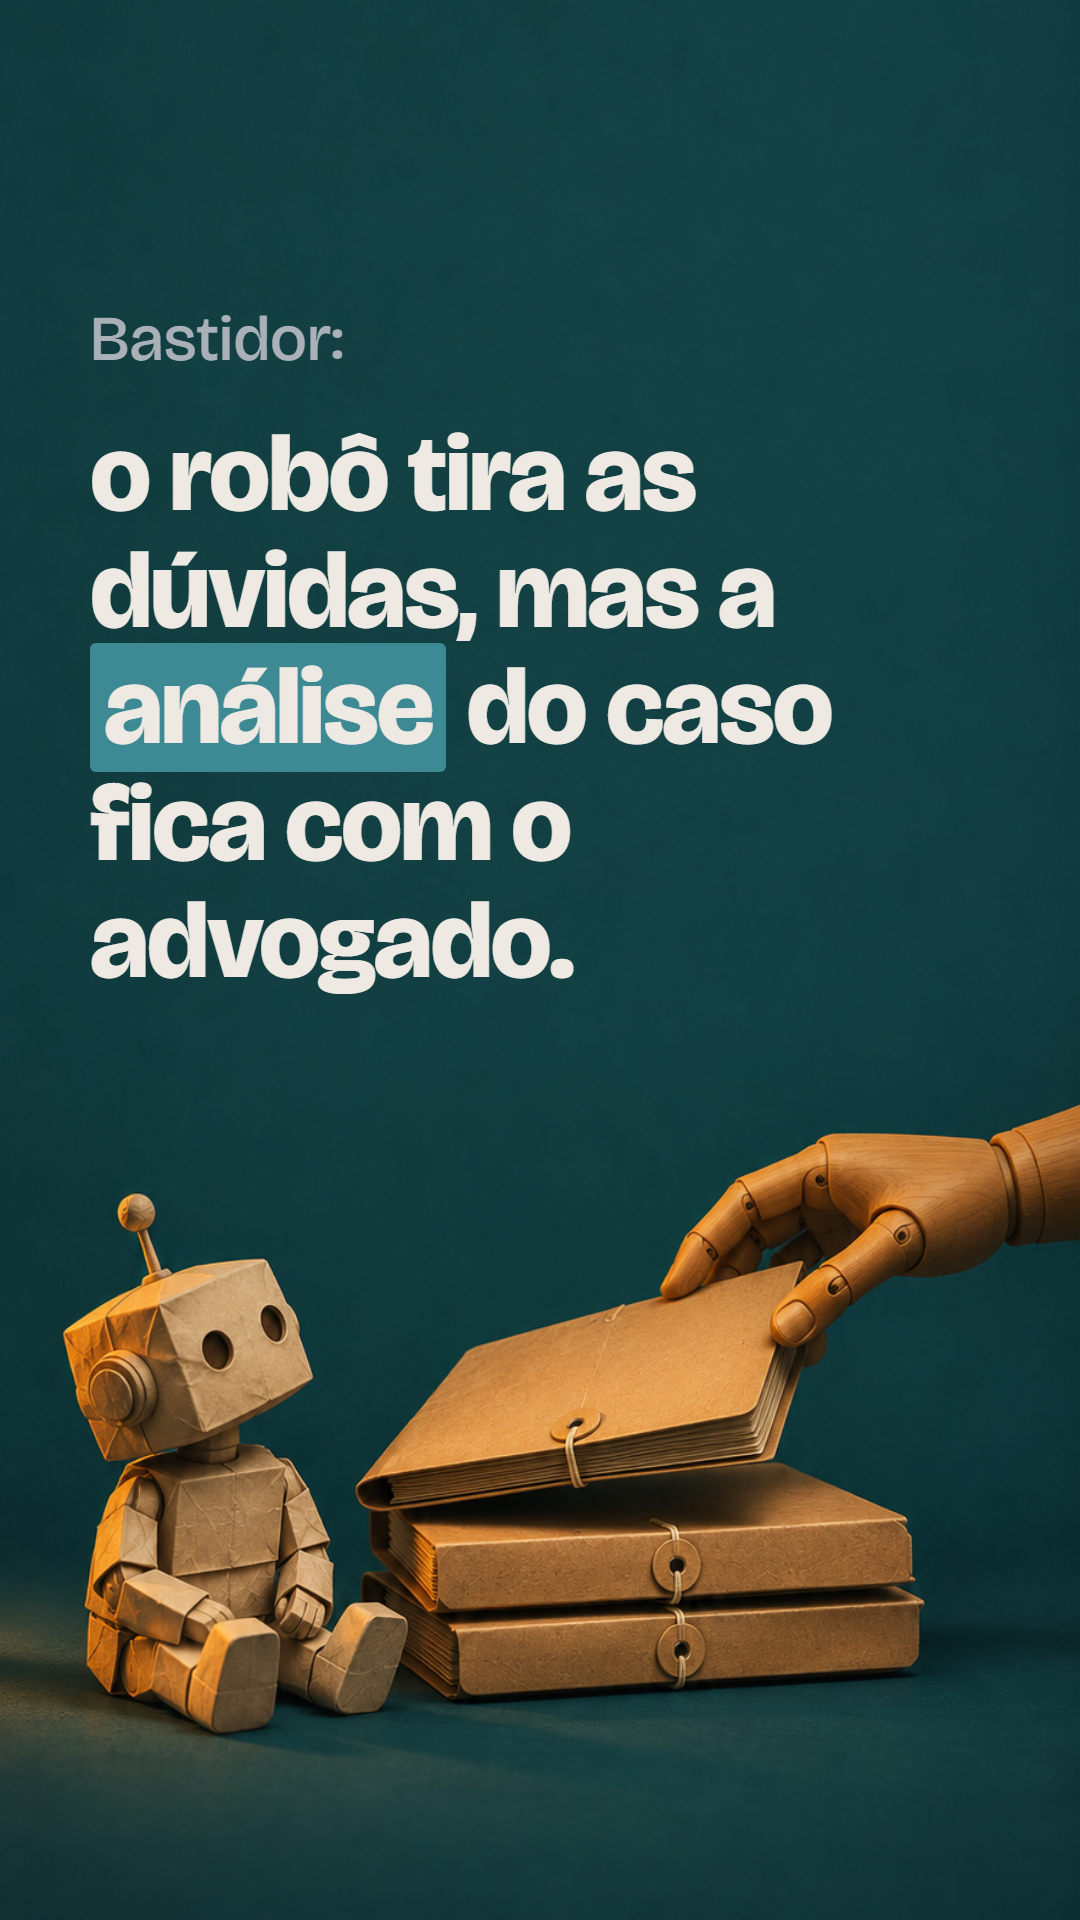 Bastidor:
o robô tira as
dúvidas, mas a
análise do caso
fica com o
advogado.